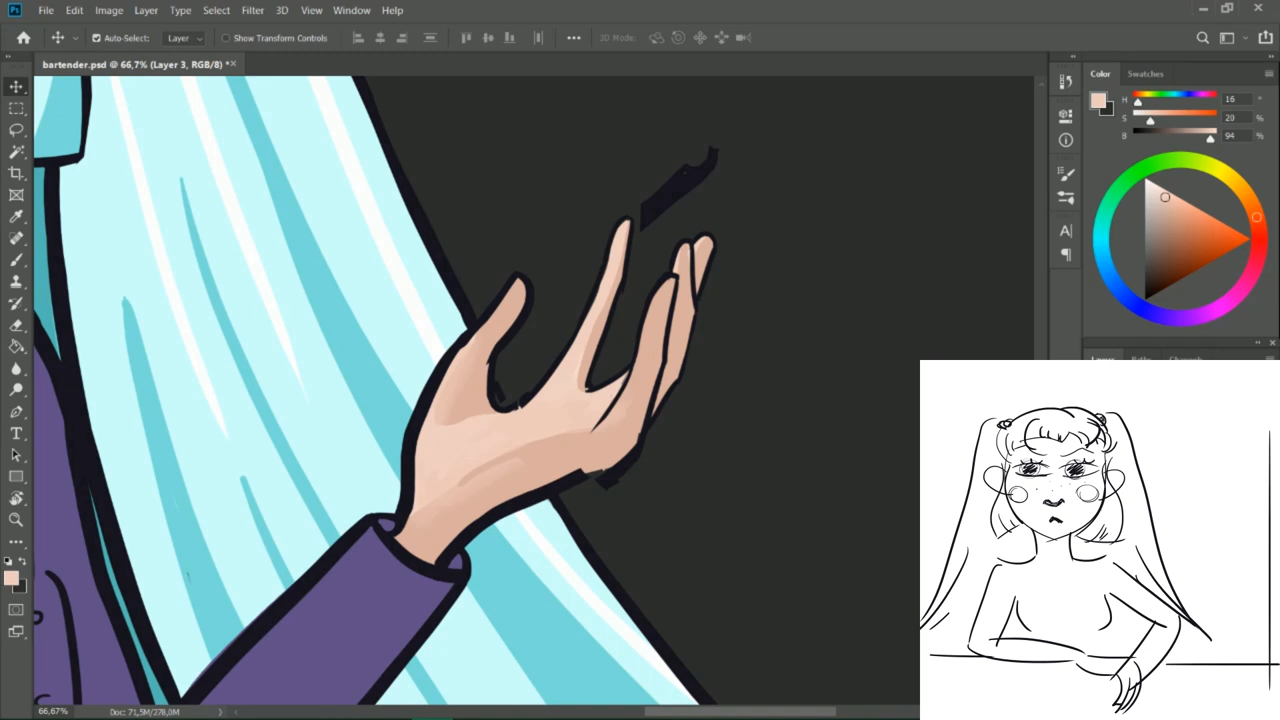 Ps File Edit Image Layer Type Select Filter 3D View Window Help
Auto-Select: Layer Show Transform Controls 3D Mode:
bartender.psd @ 66,7% (Layer 3, RGB/8) *
Color Swatches
H 16 °
S 20 %
B 94 %
66,67% Doc: 71,5M/278,0M